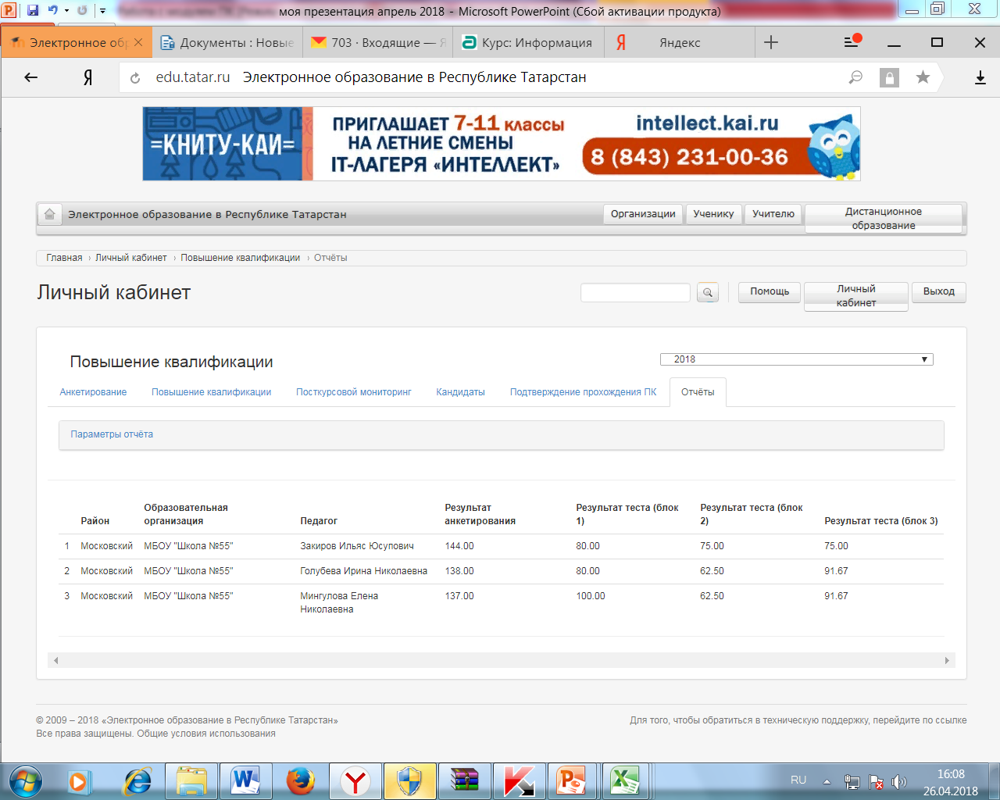 моя презентация апрель 2018 - Microsoft PowerPoint (Сбой активации продукта)
Электронное обр
Документы : Новые
703 · Входящие — Я
Курс: Информация
Яндекс
edu.tatar.ru Электронное образование в Республике Татарстан
=КНИТУ-КАИ=
ПРИГЛАШАЕТ 7-11 классы
НА ЛЕТНИЕ СМЕНЫ
IT-ЛАГЕРЯ «ИНТЕЛЛЕКТ»
intellect.kai.ru
8 (843) 231-00-36
Электронное образование в Республике Татарстан
Организации
Ученику
Учителю
Дистанционное
образование
Главная › Личный кабинет › Повышение квалификации › Отчёты
Личный кабинет
Помощь
Личный
кабинет
Выход
Повышение квалификации
2018
Анкетирование Повышение квалификации Посткурсовой мониторинг Кандидаты Подтверждение прохождения ПК Отчёты
Параметры отчёта
Район
Образовательная
организация
Педагог
Результат
анкетирования
Результат теста (блок
1)
Результат теста (блок
2)
Результат теста (блок 3)
1 Московский МБОУ "Школа №55" Закиров Ильяс Юсупович 144.00 80.00 75.00 75.00
2 Московский МБОУ "Школа №55" Голубева Ирина Николаевна 138.00 80.00 62.50 91.67
3 Московский МБОУ "Школа №55" Мингулова Елена 137.00 100.00 62.50 91.67
Николаевна
© 2009 – 2018 «Электронное образование в Республике Татарстан»
Все права защищены. Общие условия использования
Для того, чтобы обратиться в техническую поддержку, перейдите по ссылке
RU
16:08
26.04.2018